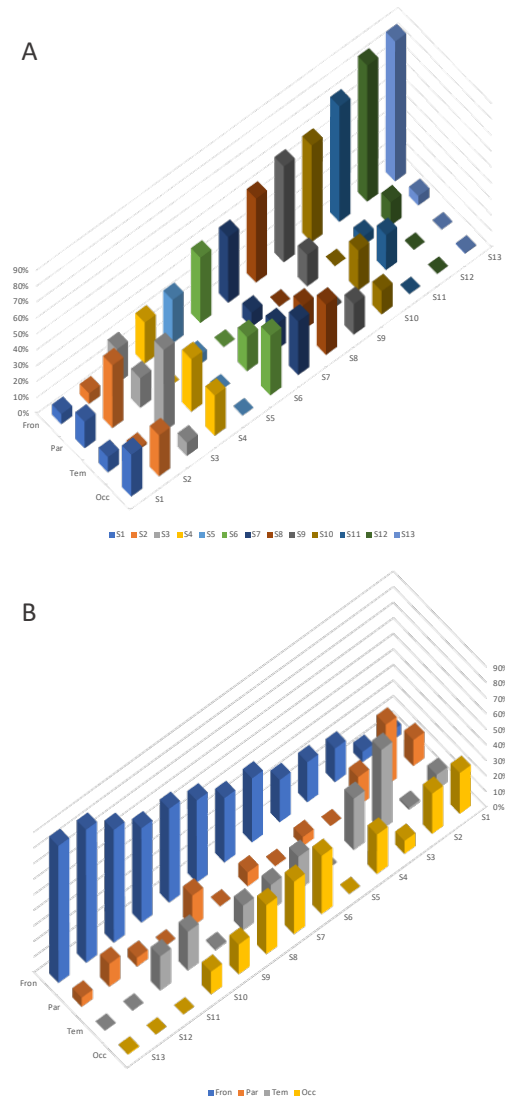 A
90%
80%
70%
60%
50%
40%
30%
20%
10%
0%
Fron
Par
Tem
Occ
S1
S2
S3
S4
S5
S6
S7
S8
S9
S10
S11
S12
S13
S1 S2 S3 S4 S5 S6 S7 S8 S9 S10 S11 S12 S13
B
90%
80%
70%
60%
50%
40%
30%
20%
10%
0%
S1
S2
S3
S4
S5
S6
S7
S8
S9
S10
S11
S12
S13
Fron
Par
Tem
Occ
Fron Par Tem Occ